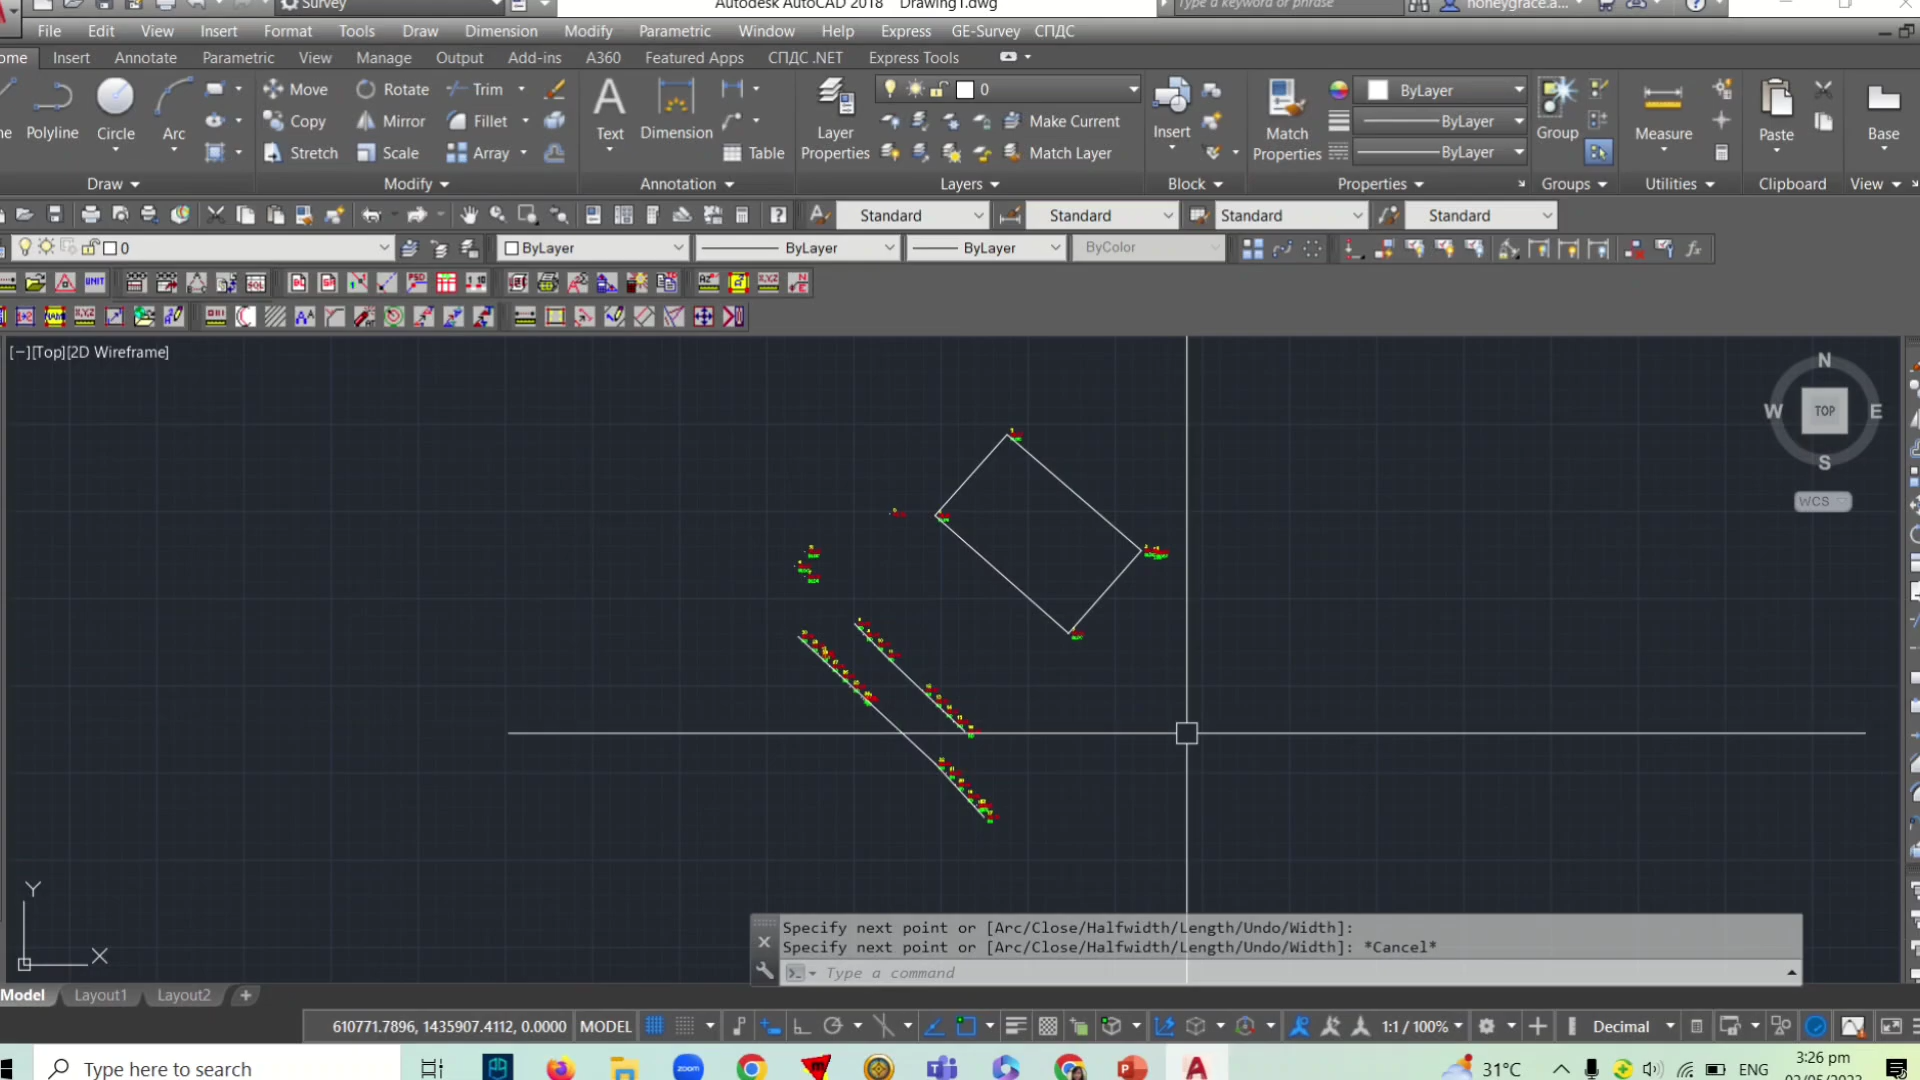 Survey
Autodesk AutoCAD 2018 Drawing1.dwg
Type a keyword or phrase
honeygrace.a...
File Edit View Insert Format Tools Draw Dimension Modify Parametric Window Help Express GE-Survey СПДС
ome Insert Annotate Parametric View Manage Output Add-ins A360 Featured Apps СПДС .NET Express Tools
Move Rotate Trim 0 ByLayer
Polyline Circle Arc Copy Mirror Fillet Text Dimension Layer Properties Make Current Insert Match Properties ByLayer Group Measure Paste Base
Stretch Scale Array Table Match Layer ByLayer
Draw Modify Annotation Layers Block Properties Groups Utilities Clipboard View
Standard Standard Standard Standard
0 ByLayer ByLayer ByLayer ByColor
UNIT
[−][Top][2D Wireframe]
N
W TOP E
S
WCS
Y
X
Specify next point or [Arc/Close/Halfwidth/Length/Undo/Width]:
Specify next point or [Arc/Close/Halfwidth/Length/Undo/Width]: *Cancel*
Type a command
Model Layout1 Layout2 +
610771.7896, 1435907.4112, 0.0000 MODEL 1:1 / 100% Decimal
Type here to search
zoom
31°C ENG 3:26 pm